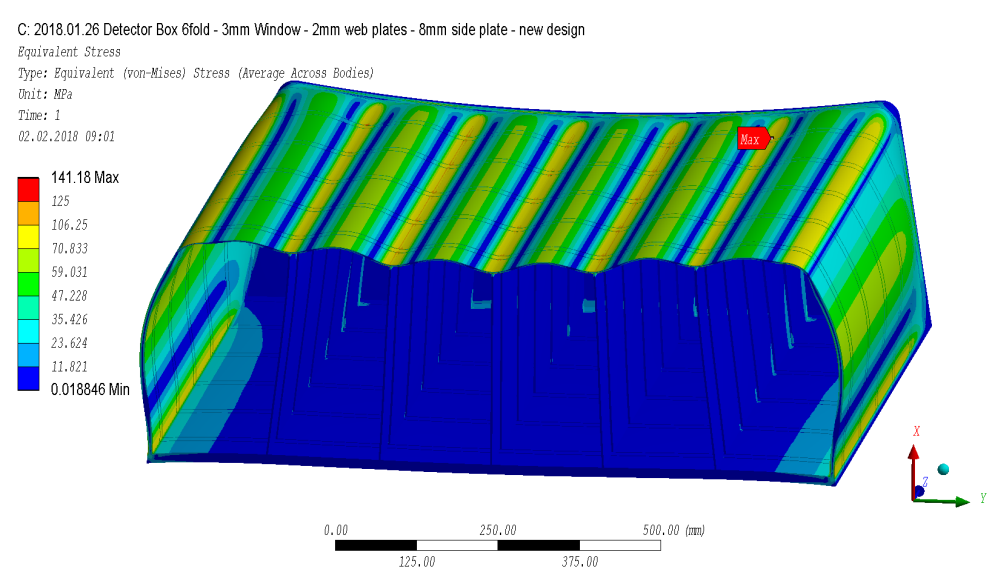 C: 2018.01.26 Detector Box 6fold - 3mm Window - 2mm web plates - 8mm side plate - new design
Equivalent Stress
Type: Equivalent (von-Mises) Stress (Average Across Bodies)
Unit: MPa
Time: 1
02.02.2018 09:01
141.18 Max
125
106.25
70.833
59.031
47.228
35.426
23.624
11.821
0.018846 Min
Max
X
Z
Y
0.00 250.00 500.00 (mm)
125.00 375.00